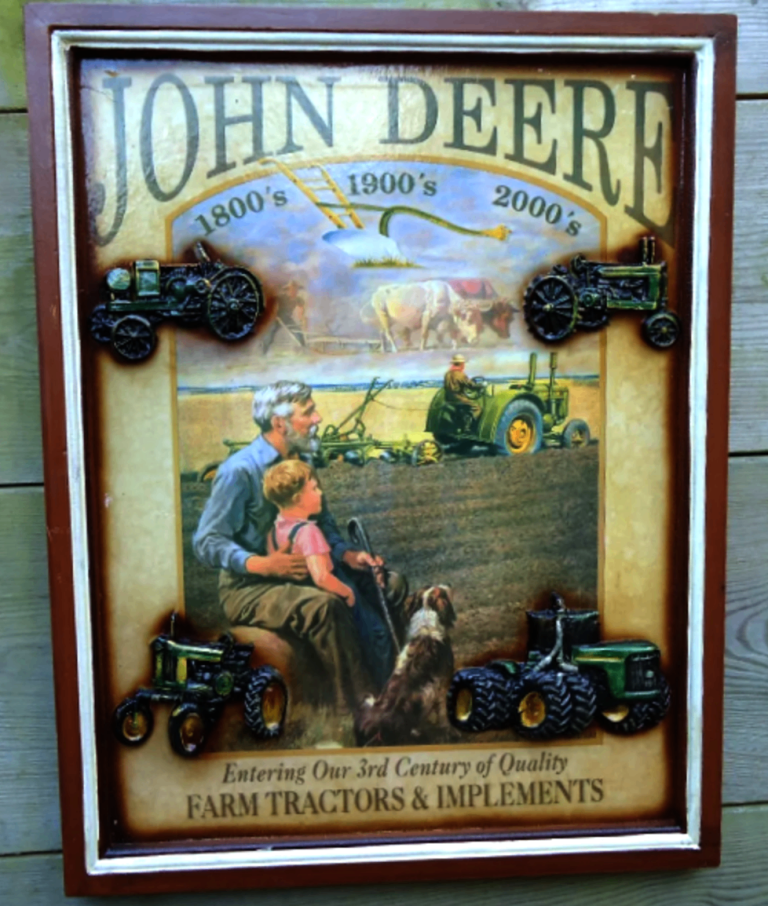 JOHN DEERE
1800's 1900's 2000's
Entering Our 3rd Century of Quality
FARM TRACTORS & IMPLEMENTS